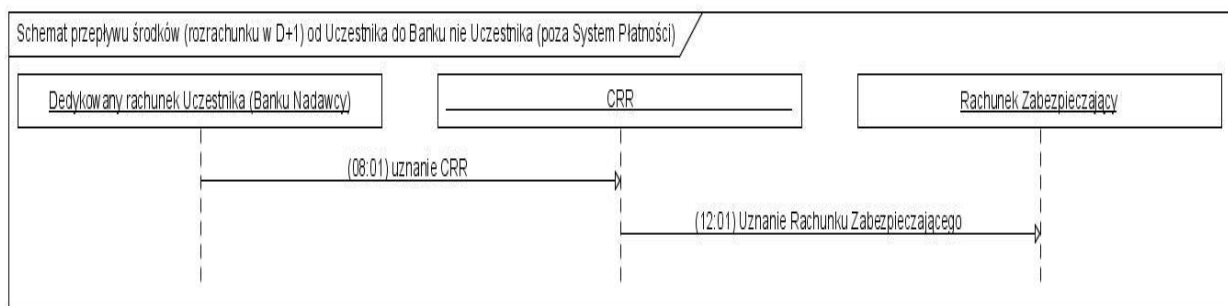 Schemat przepływu środków (rozrachunku w D+1) od Uczestnika do Banku nie Uczestnika (poza System Płatności)
Dedykowany rachunek Uczestnika (Banku Nadawcy)
CRR
Rachunek Zabezpieczający
(08:01) uznanie CRR
(12:01) Uznanie Rachunku Zabezpieczającego